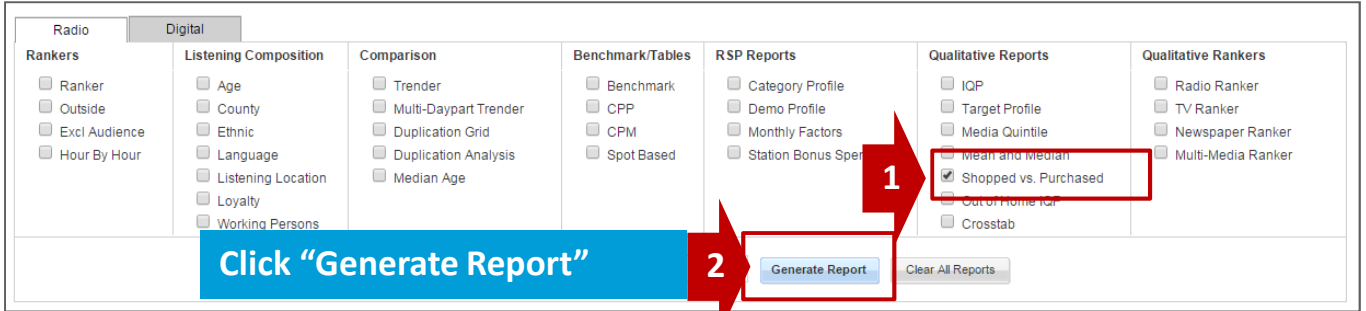 Radio
Digital
Rankers
Ranker
Outside
Excl Audience
Hour By Hour
Listening Composition
Age
County
Ethnic
Language
Listening Location
Loyalty
Working Persons
Comparison
Trender
Multi-Daypart Trender
Duplication Grid
Duplication Analysis
Median Age
Benchmark/Tables
Benchmark
CPP
CPM
Spot Based
RSP Reports
Category Profile
Demo Profile
Monthly Factors
Station Bonus
Qualitative Reports
IQP
Target Profile
Media Quintile
Mean and Median
Shopped vs. Purchased
Out of Home IQP
Crosstab
Qualitative Rankers
Radio Ranker
TV Ranker
Newspaper Ranker
Multi-Media Ranker
1
Click “Generate Report”
2
Generate Report
Clear All Reports